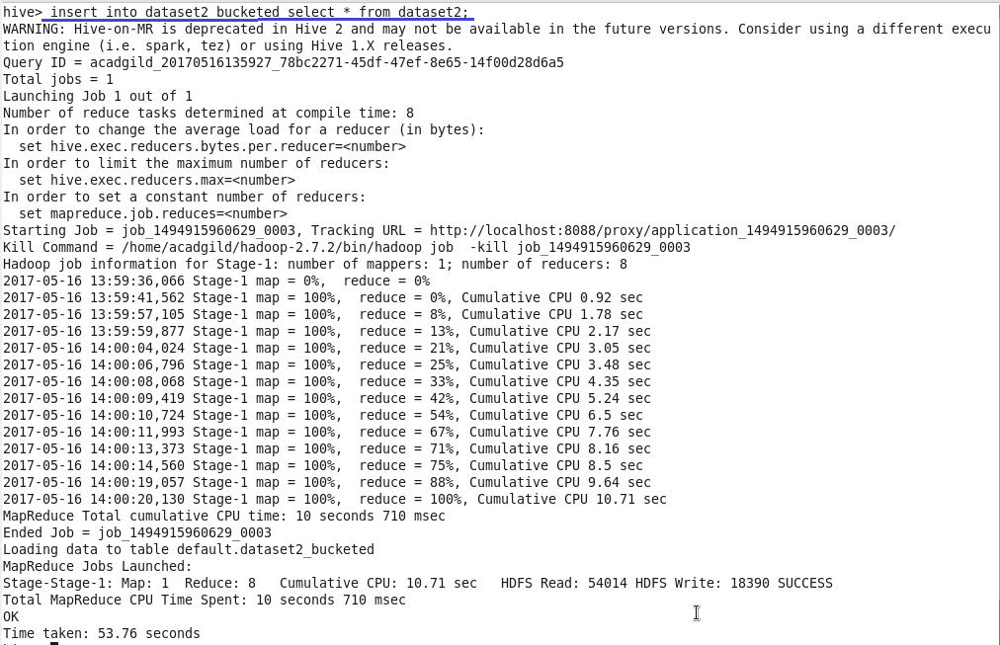 hive> insert into dataset2_bucketed select * from dataset2;
WARNING: Hive-on-MR is deprecated in Hive 2 and may not be available in the future versions. Consider using a different execu
tion engine (i.e. spark, tez) or using Hive 1.X releases.
Query ID = acadgild_20170516135927_78bc2271-45df-47ef-8e65-14f00d28d6a5
Total jobs = 1
Launching Job 1 out of 1
Number of reduce tasks determined at compile time: 8
In order to change the average load for a reducer (in bytes):
  set hive.exec.reducers.bytes.per.reducer=<number>
In order to limit the maximum number of reducers:
  set hive.exec.reducers.max=<number>
In order to set a constant number of reducers:
  set mapreduce.job.reduces=<number>
Starting Job = job_1494915960629_0003, Tracking URL = http://localhost:8088/proxy/application_1494915960629_0003/
Kill Command = /home/acadgild/hadoop-2.7.2/bin/hadoop job  -kill job_1494915960629_0003
Hadoop job information for Stage-1: number of mappers: 1; number of reducers: 8
2017-05-16 13:59:36,066 Stage-1 map = 0%,  reduce = 0%
2017-05-16 13:59:41,562 Stage-1 map = 100%,  reduce = 0%, Cumulative CPU 0.92 sec
2017-05-16 13:59:57,105 Stage-1 map = 100%,  reduce = 8%, Cumulative CPU 1.78 sec
2017-05-16 13:59:59,877 Stage-1 map = 100%,  reduce = 13%, Cumulative CPU 2.17 sec
2017-05-16 14:00:04,024 Stage-1 map = 100%,  reduce = 21%, Cumulative CPU 3.05 sec
2017-05-16 14:00:06,796 Stage-1 map = 100%,  reduce = 25%, Cumulative CPU 3.48 sec
2017-05-16 14:00:08,068 Stage-1 map = 100%,  reduce = 33%, Cumulative CPU 4.35 sec
2017-05-16 14:00:09,419 Stage-1 map = 100%,  reduce = 42%, Cumulative CPU 5.24 sec
2017-05-16 14:00:10,724 Stage-1 map = 100%,  reduce = 54%, Cumulative CPU 6.5 sec
2017-05-16 14:00:11,993 Stage-1 map = 100%,  reduce = 67%, Cumulative CPU 7.76 sec
2017-05-16 14:00:13,373 Stage-1 map = 100%,  reduce = 71%, Cumulative CPU 8.16 sec
2017-05-16 14:00:14,560 Stage-1 map = 100%,  reduce = 75%, Cumulative CPU 8.5 sec
2017-05-16 14:00:19,057 Stage-1 map = 100%,  reduce = 88%, Cumulative CPU 9.64 sec
2017-05-16 14:00:20,130 Stage-1 map = 100%,  reduce = 100%, Cumulative CPU 10.71 sec
MapReduce Total cumulative CPU time: 10 seconds 710 msec
Ended Job = job_1494915960629_0003
Loading data to table default.dataset2_bucketed
MapReduce Jobs Launched:
Stage-Stage-1: Map: 1  Reduce: 8   Cumulative CPU: 10.71 sec   HDFS Read: 54014 HDFS Write: 18390 SUCCESS
Total MapReduce CPU Time Spent: 10 seconds 710 msec
OK
Time taken: 53.76 seconds